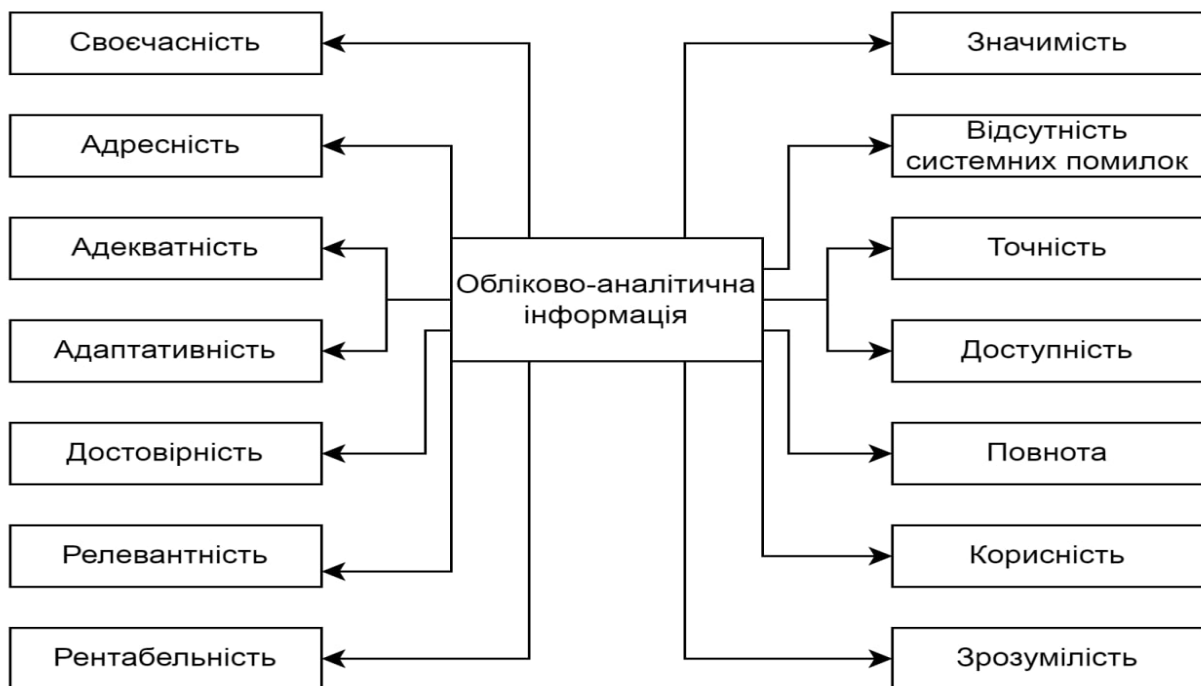 Своєчасність
Адресність
Адекватність
Адаптативність
Достовірність
Релевантність
Рентабельність
Обліково-аналітична
інформація
Значимість
Відсутність
системних помилок
Точність
Доступність
Повнота
Корисність
Зрозумілість